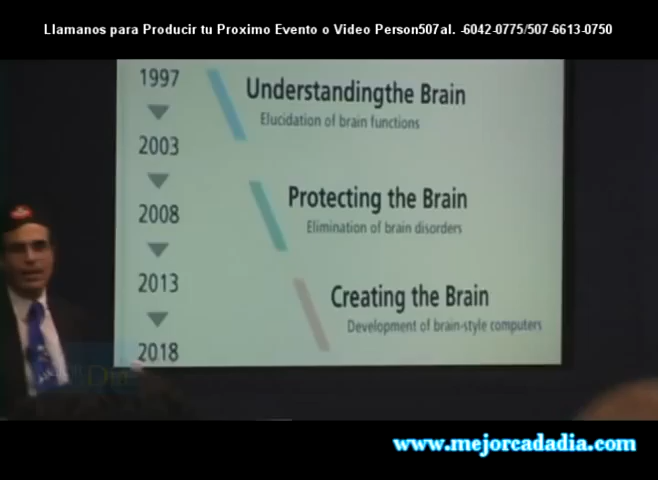 Llamanos para Producir tu Proximo Evento o Video Person507al. -6042-0775/507-6613-0750
1997
Understandingthe Brain
Elucidation of brain functions
2003
Protecting the Brain
2008
Elimination of brain disorders
2013
Creating the Brain
Development of brain-style computers
2018
www.mejorcadadia.com